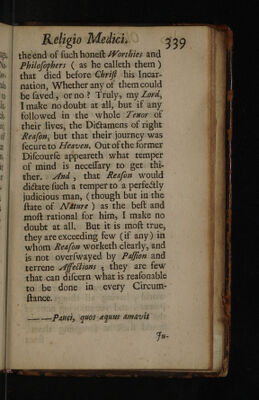 Religio Medici. 339
the end of such honest Worthies and
Philosophers ( as he calleth them )
that died before Christ his Incar-
nation, Whether any of them could
be saved, or no ? Truly, my Lord,
I make no doubt at all, but if any
followed in the whole Tenor of
their lives, the Dictamens of right
Reason, but that their journey was
secure to Heaven. Out of the former
Discourse appeareth what temper
of mind is necessary to get thi-
ther. And, that Reason would
dictate such a temper to a perfectly
judicious man, (though but in the
state of Nature ) as the best and
most rational for him, I make no
doubt at all. But it is most true,
they are exceeding few (if any) in
whom Reason worketh clearly, and
is not overswayed by Passion and
terrene Affections ; they are few
that can discern what is reasonable
to be done in every Circum-
stance.
——Pauci, quos æquus amavit
Ju-